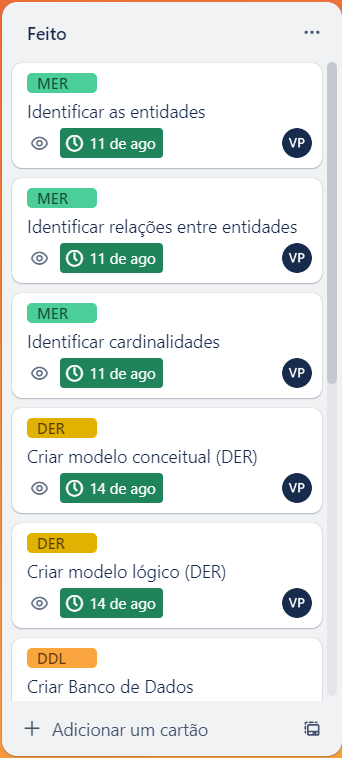 Feito
MER
Identificar as entidades
11 de ago
VP
MER
Identificar relações entre entidades
11 de ago
VP
MER
Identificar cardinalidades
11 de ago
VP
DER
Criar modelo conceitual (DER)
14 de ago
VP
DER
Criar modelo lógico (DER)
14 de ago
VP
DDL
Criar Banco de Dados
Adicionar um cartão